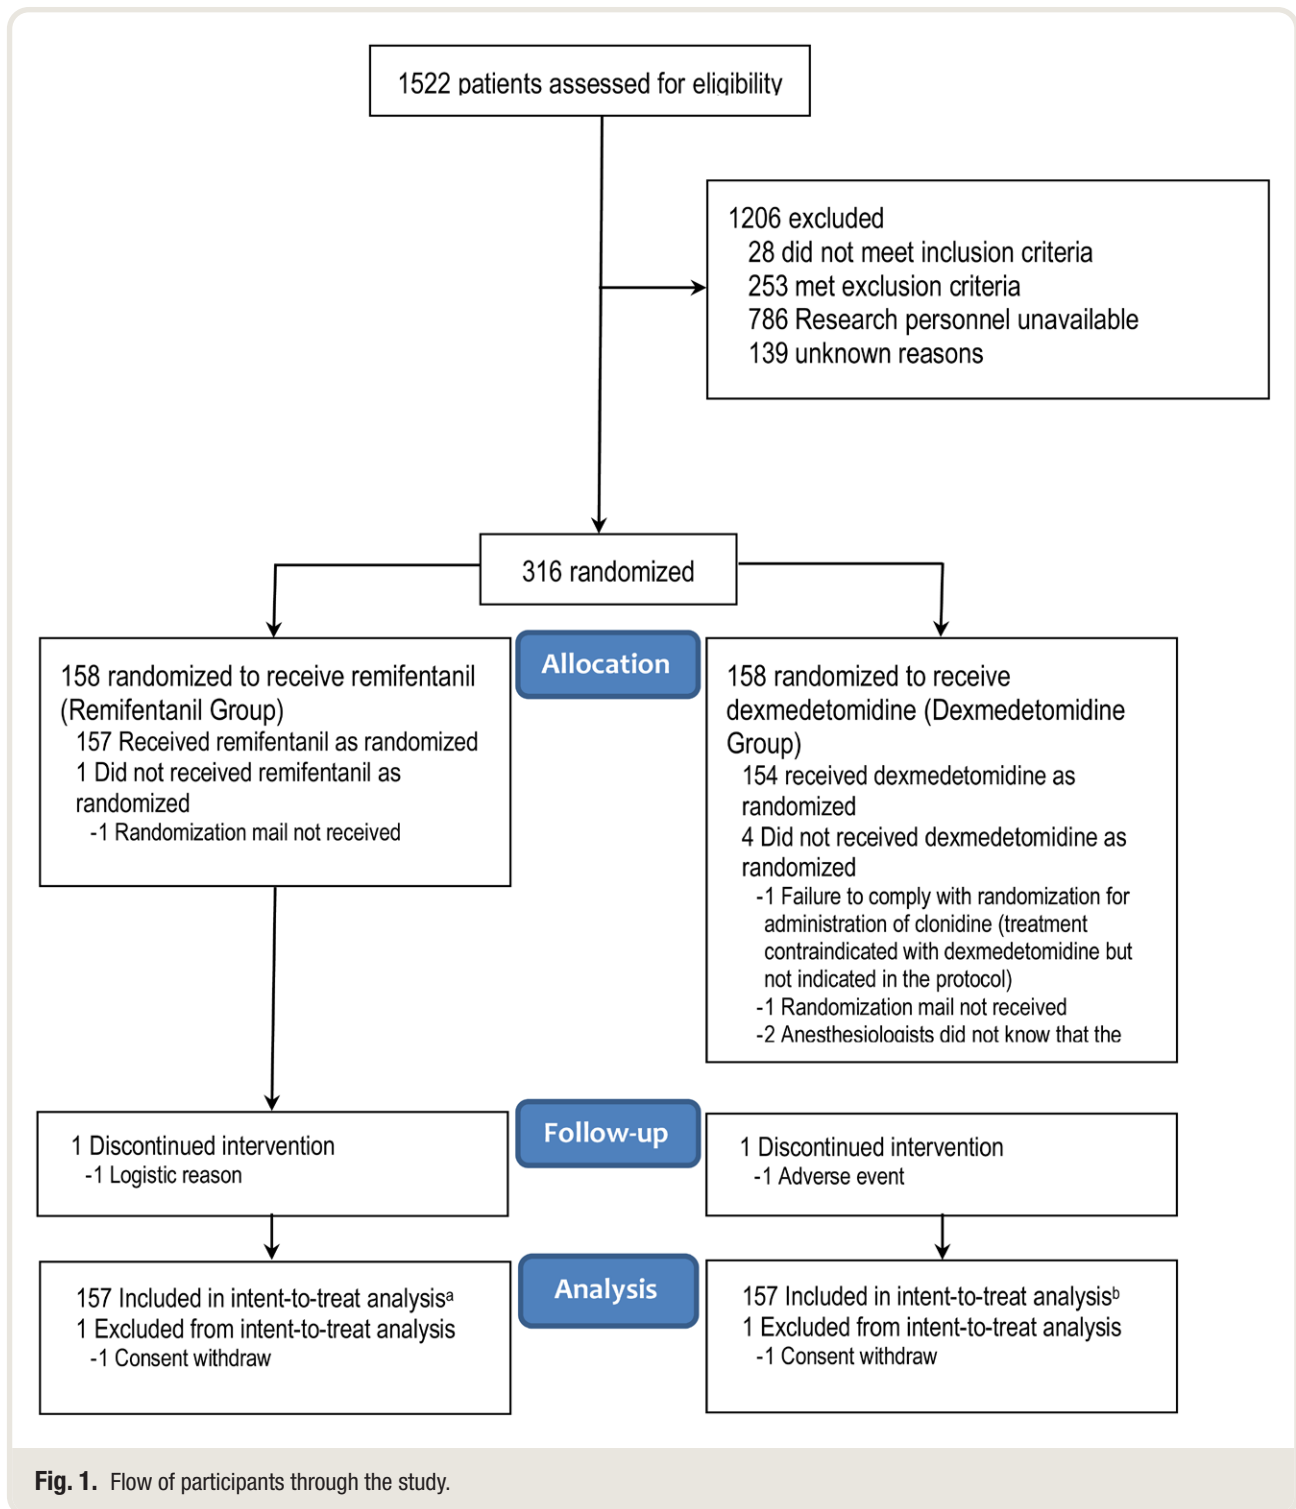 1522 patients assessed for eligibility
1206 excluded
28 did not meet inclusion criteria
253 met exclusion criteria
786 Research personnel unavailable
139 unknown reasons
316 randomized
Allocation
158 randomized to receive remifentanil
(Remifentanil Group)
157 Received remifentanil as randomized
1 Did not received remifentanil as
randomized
-1 Randomization mail not received
158 randomized to receive
dexmedetomidine (Dexmedetomidine
Group)
154 received dexmedetomidine as
randomized
4 Did not received dexmedetomidine as
randomized
-1 Failure to comply with randomization for
administration of clonidine (treatment
contraindicated with dexmedetomidine but
not indicated in the protocol)
-1 Randomization mail not received
-2 Anesthesiologists did not know that the
Follow-up
1 Discontinued intervention
-1 Logistic reason
1 Discontinued intervention
-1 Adverse event
Analysis
157 Included in intent-to-treat analysisᵃ
1 Excluded from intent-to-treat analysis
-1 Consent withdraw
157 Included in intent-to-treat analysisᵇ
1 Excluded from intent-to-treat analysis
-1 Consent withdraw
Fig. 1. Flow of participants through the study.